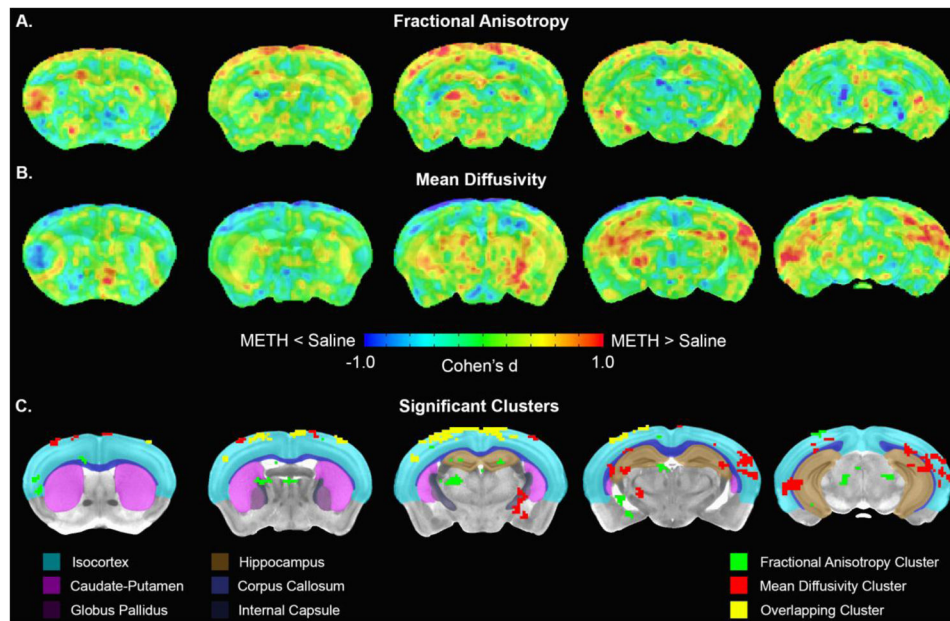 A.
Fractional Anisotropy
B.
Mean Diffusivity
METH < Saline
METH > Saline
-1.0
Cohen's d
1.0
C.
Significant Clusters
Isocortex
Hippocampus
Fractional Anisotropy Cluster
Caudate-Putamen
Corpus Callosum
Mean Diffusivity Cluster
Globus Pallidus
Internal Capsule
Overlapping Cluster